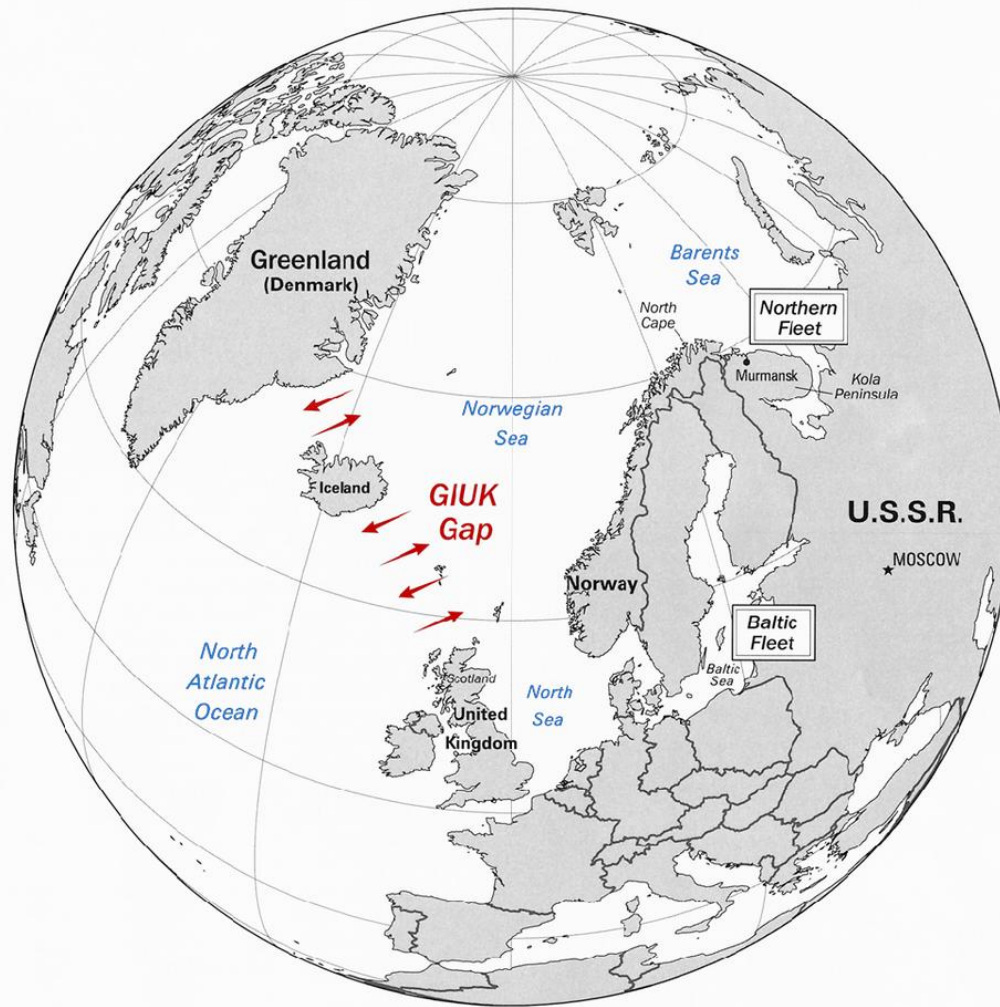 Greenland
(Denmark)
Barents
Sea
North
Cape
Northern
Fleet
Murmansk
Kola
Peninsula
Norwegian
Sea
Iceland
GIUK
Gap
U.S.S.R.
MOSCOW
Norway
Baltic
Fleet
Baltic
Sea
North
Atlantic
Ocean
Scotland
North
Sea
United
Kingdom